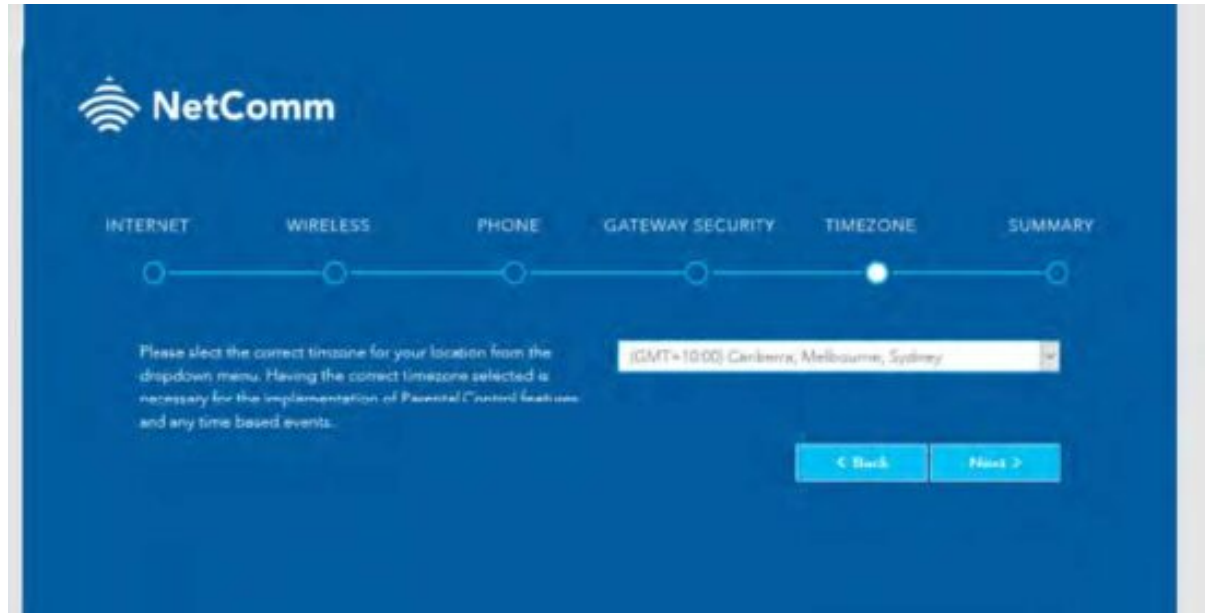 NetComm
INTERNET WIRELESS PHONE GATEWAY SECURITY TIMEZONE SUMMARY
Please slect the correct timzone for your location from the
dropdown menu. Having the correct timezone selected is
necessary for the implementation of Parental Control features
and any time based events.
(GMT+10:00) Canberra, Melbourne, Sydney
< Back Next >